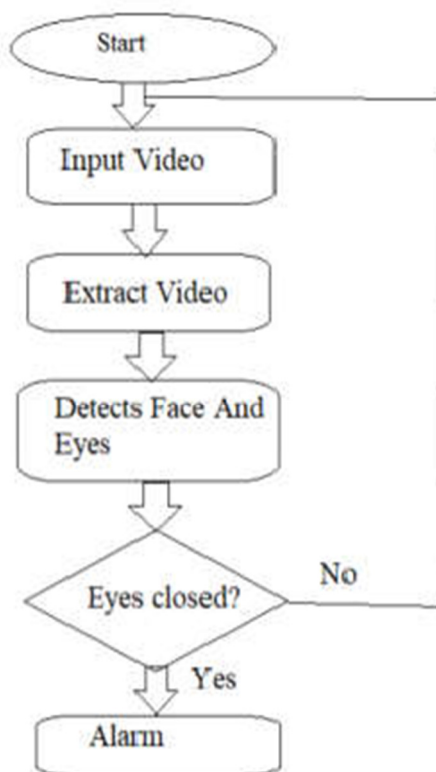 Start
Input Video
Extract Video
Detects Face And
Eyes
Eyes closed?
No
Yes
Alarm